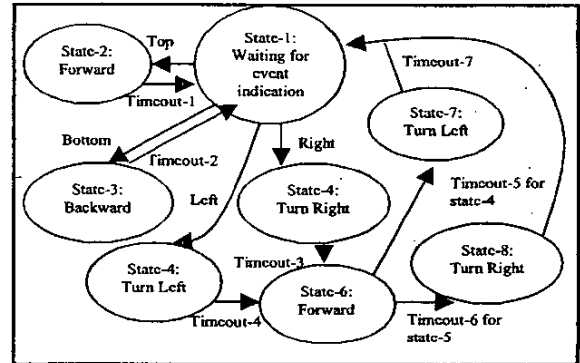 State-2:
Forward
Top
State-1:
Waiting for
event
indication
Timeout-1
Timeout-7
State-7:
Turn Left
Bottom
Timeout-2
Right
State-3:
Backward
Left
State-4:
Turn Right
Timeout-5 for
state-4
State-4:
Turn Left
Timeout-3
State-8:
Turn Right
State-6:
Forward
Timeout-4
Timeout-6 for
state-5